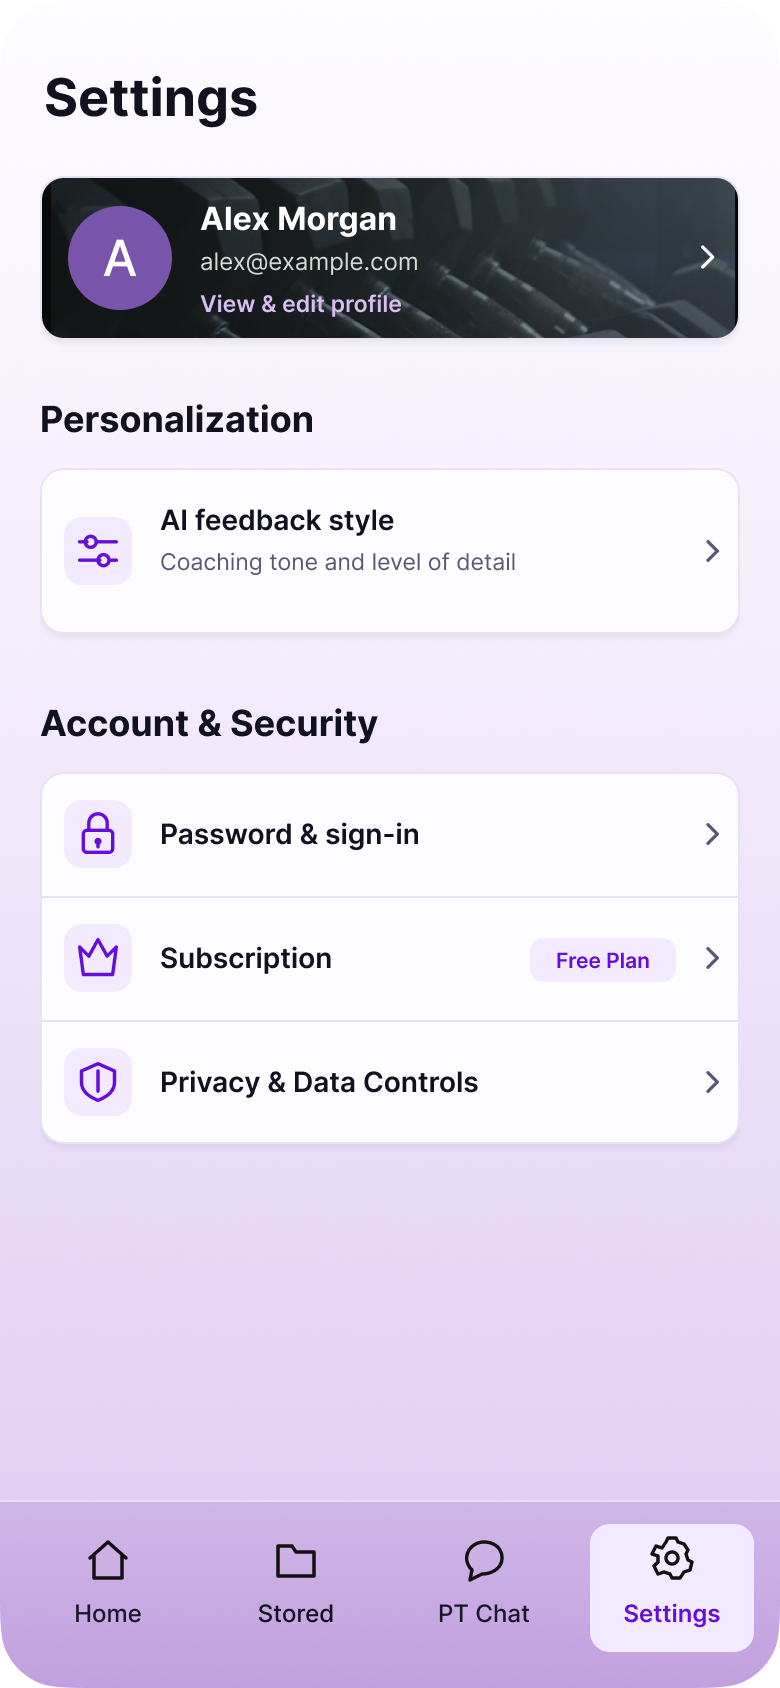 Settings
A
Alex Morgan
alex@example.com
View & edit profile
Personalization
AI feedback style
Coaching tone and level of detail
Account & Security
Password & sign-in
Subscription
Free Plan
Privacy & Data Controls
Home
Stored
PT Chat
Settings